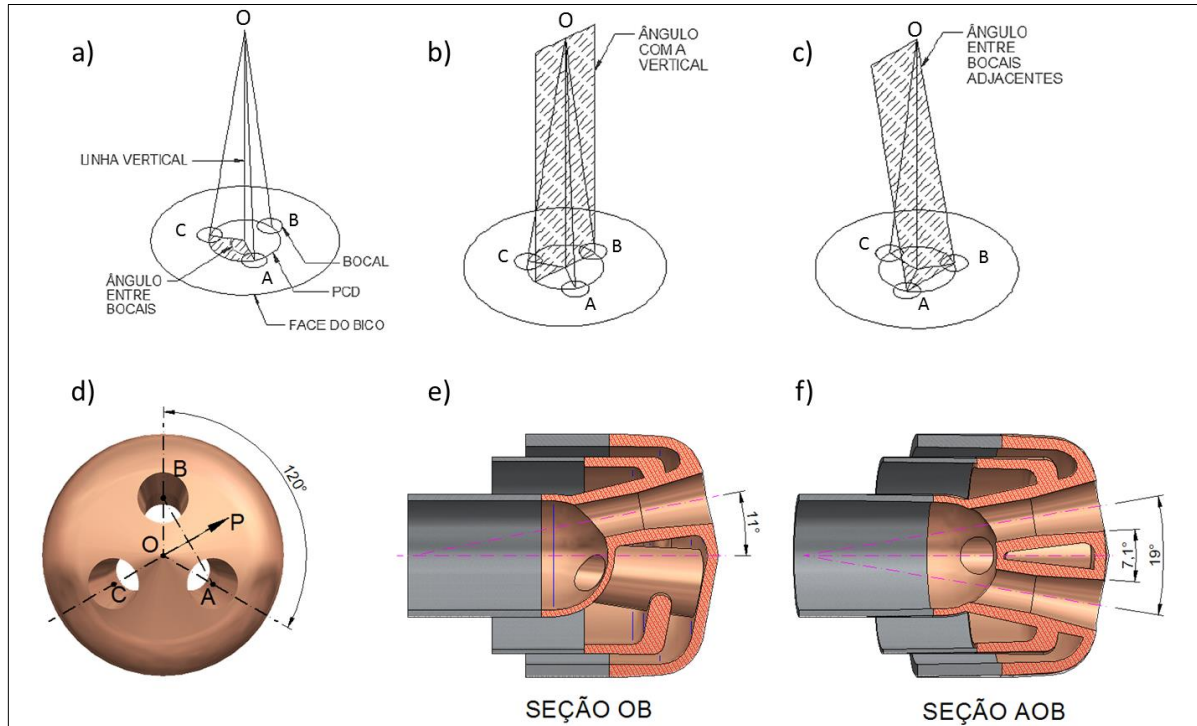 a)
O
LINHA VERTICAL
C
B
A
BOCAL
ÂNGULO
ENTRE
BOCAIS
PCD
FACE DO BICO
b)
O
ÂNGULO
COM A
VERTICAL
C
B
A
c)
O
ÂNGULO
ENTRE
BOCAIS
ADJACENTES
C
B
A
d)
B
120°
P
O
C
A
e)
11°
SEÇÃO OB
f)
7,1°
19°
SEÇÃO AOB